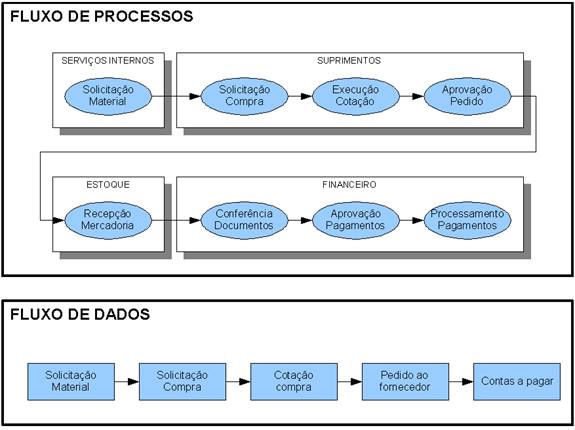 FLUXO DE PROCESSOS
SERVIÇOS INTERNOS
SUPRIMENTOS
Solicitação
Material
Solicitação
Compra
Execução
Cotação
Aprovação
Pedido
ESTOQUE
FINANCEIRO
Recepção
Mercadoria
Conferência
Documentos
Aprovação
Pagamentos
Processamento
Pagamentos
FLUXO DE DADOS
Solicitação
Material
Solicitação
Compra
Cotação
compra
Pedido ao
fornecedor
Contas a pagar